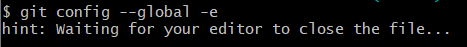 $ git config --global -e
hint: Waiting for your editor to close the file...